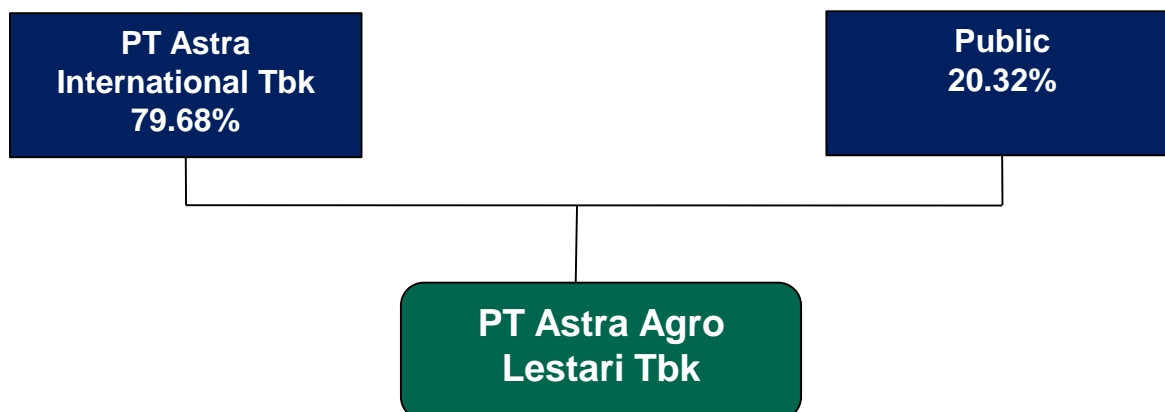 PT Astra
International Tbk
79.68%
Public
20.32%
PT Astra Agro
Lestari Tbk